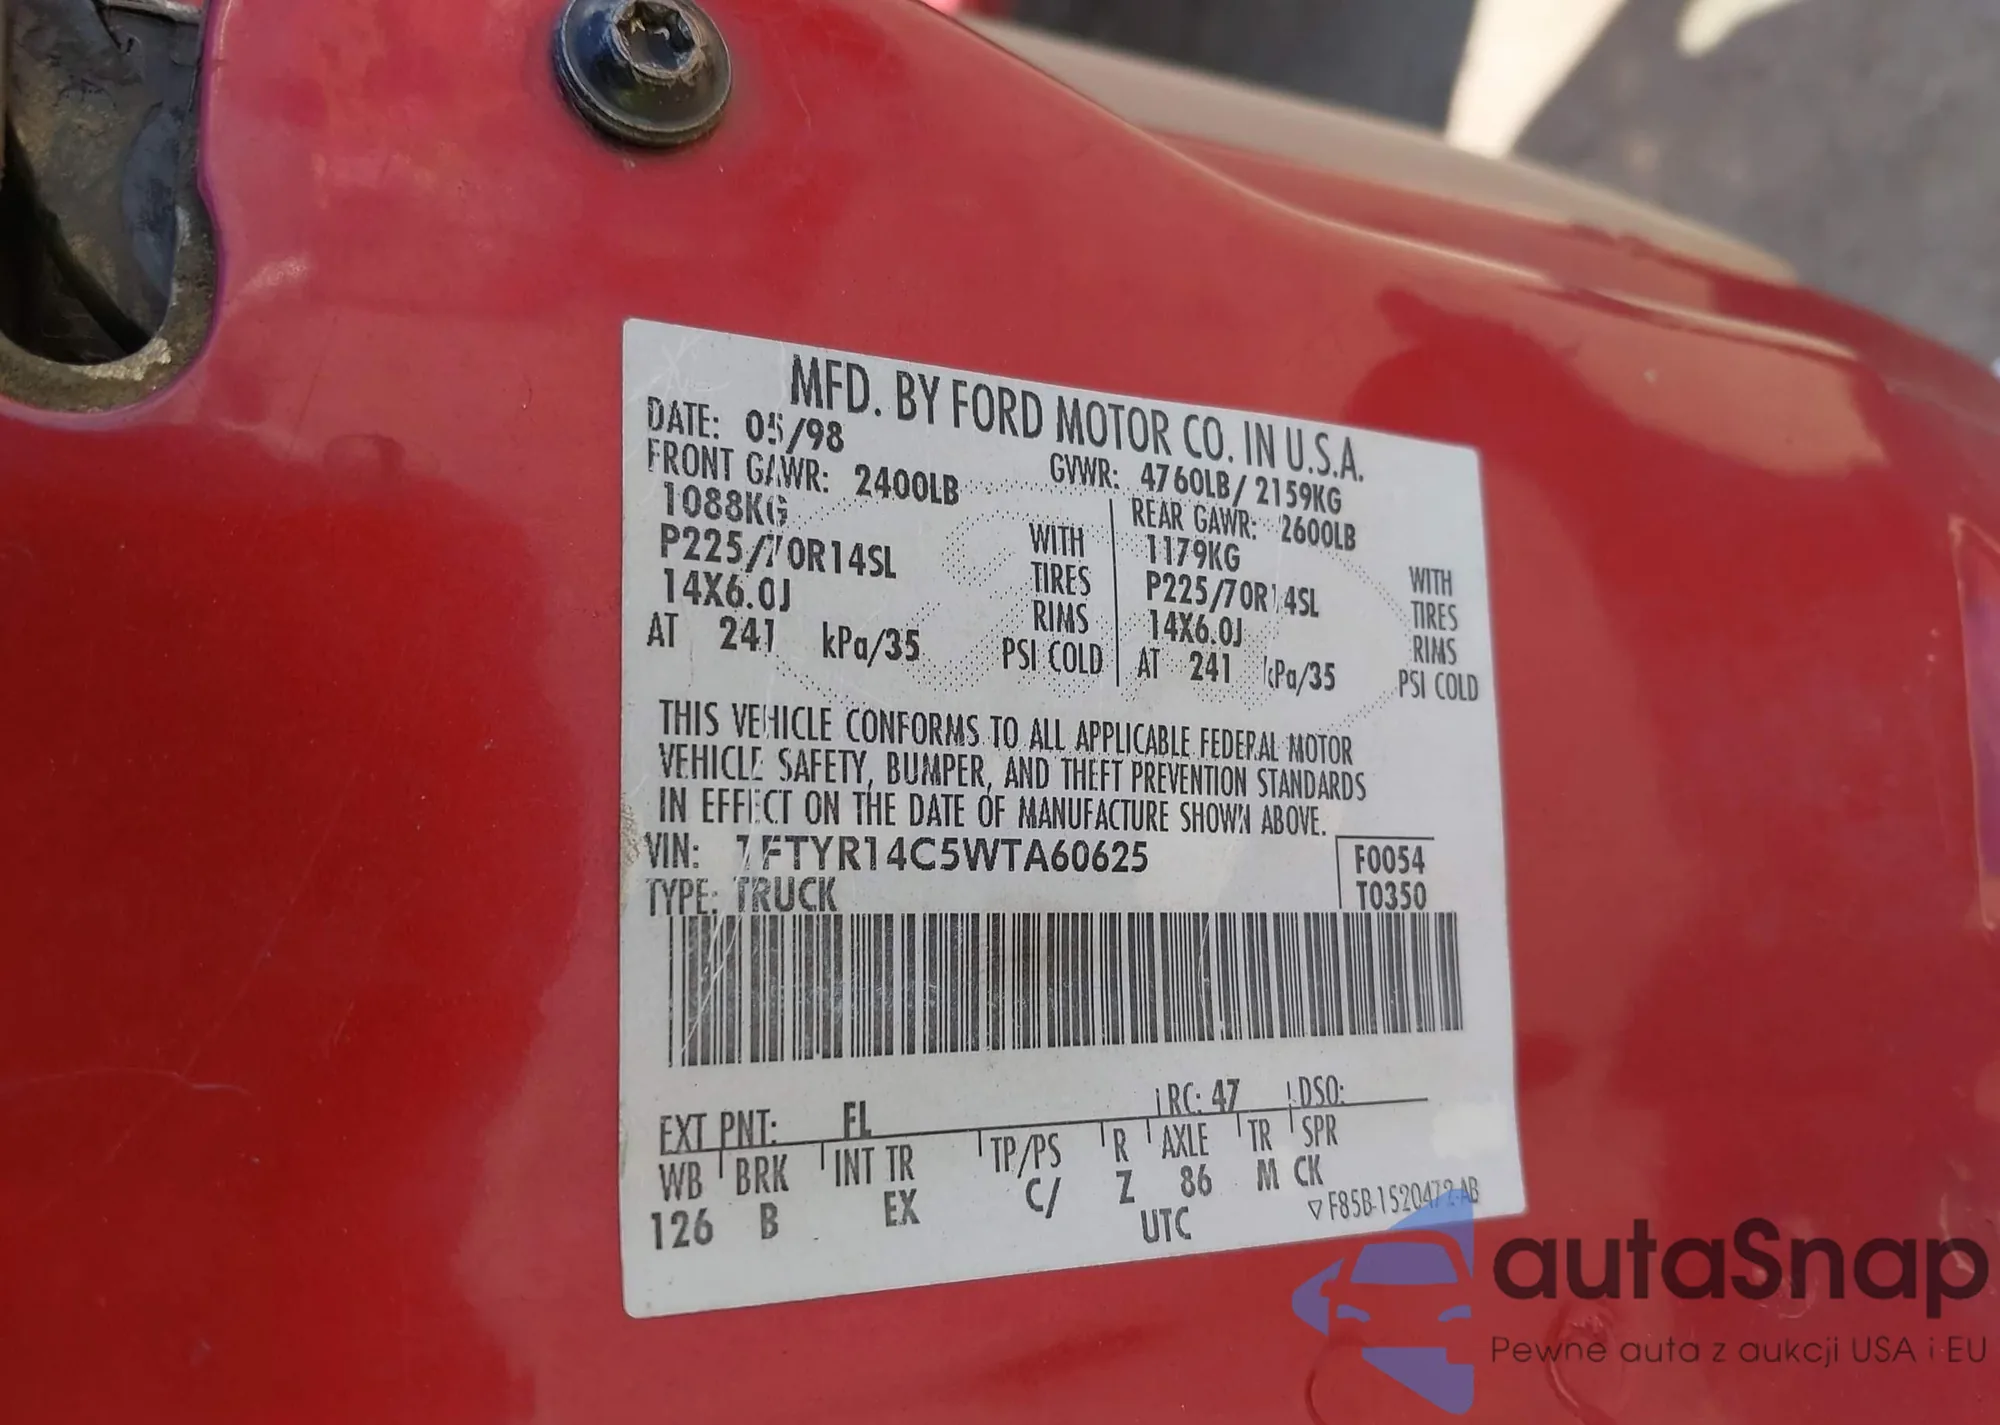 MFD. BY FORD MOTOR CO. IN U.S.A.
DATE: 05/98 GVWR: 4760LB/ 2159KG
FRONT GAWR: 2400LB REAR GAWR: 2600LB
1088KG WITH 1179KG WITH
P225/70R14SL TIRES P225/70R14SL TIRES
14X6.0J RIMS 14X6.0J RIMS
AT 241 kPa/35 PSI COLD AT 241 kPa/35 PSI COLD
THIS VEHICLE CONFORMS TO ALL APPLICABLE FEDERAL MOTOR
VEHICLE SAFETY, BUMPER, AND THEFT PREVENTION STANDARDS
IN EFFECT ON THE DATE OF MANUFACTURE SHOWN ABOVE.
VIN: 1FTYR14C5WTA60625 F0054
TYPE: TRUCK T0350
EXT PNT: FL RC: 47 DSO:
WB BRK INT TR TP/PS R AXLE TR SPR
126 B EX C/ Z 86 M CK
UTC F85B-1520472-AB
autaSnap
Pewne auta z aukcji USA i EU